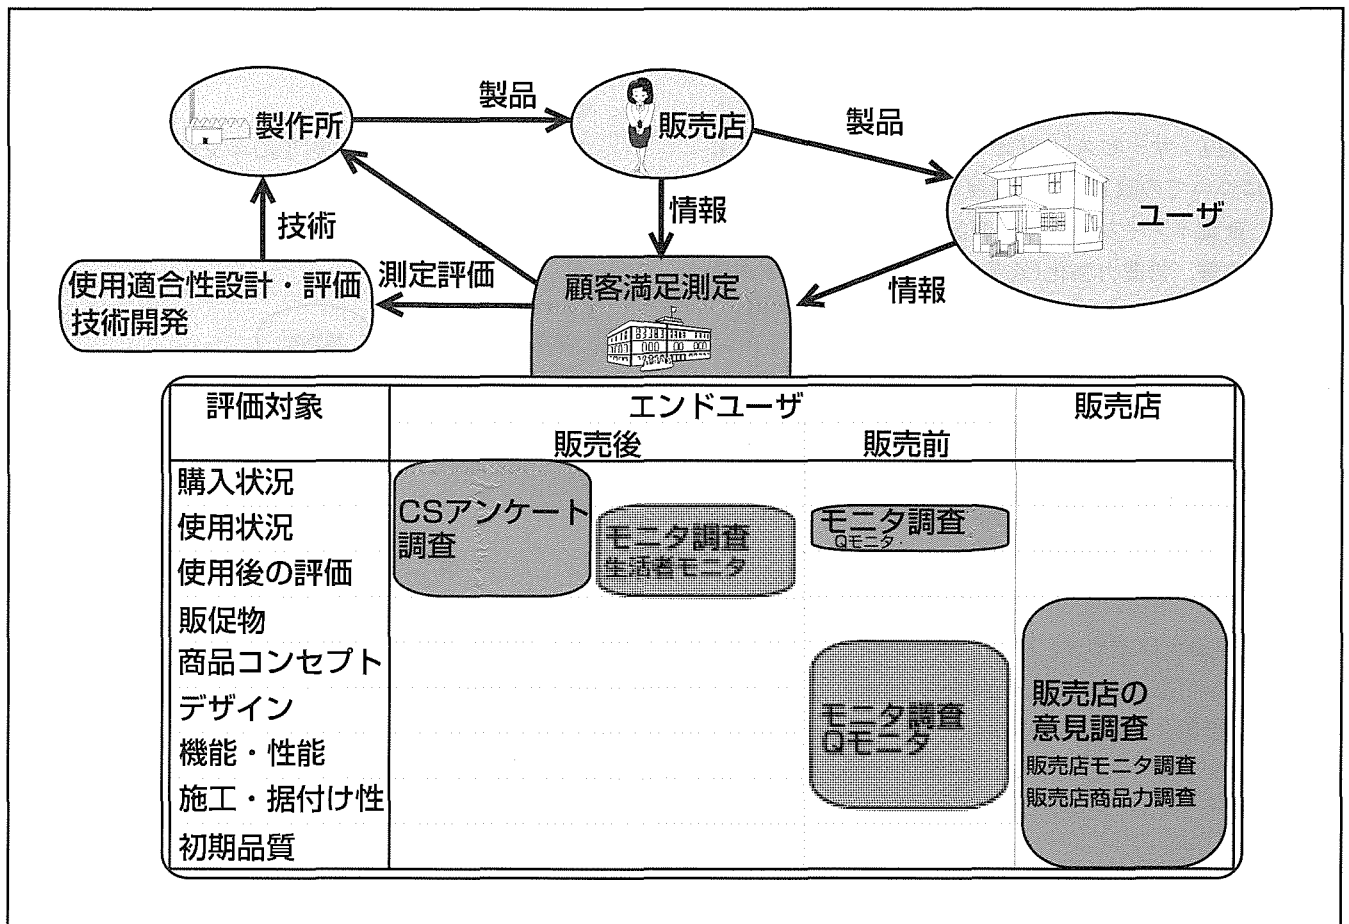 製作所
製品
販売店
製品
ユーザ
技術
情報
情報
使用適合性設計・評価
技術開発
測定評価
顧客満足測定
評価対象
エンドユーザ
販売店
販売後
販売前
購入状況
使用状況
使用後の評価
販促物
商品コンセプト
デザイン
機能・性能
施工・据付け性
初期品質
CSアンケート
調査
モニタ調査
生活者モニタ
モニタ調査
Qモニタ
モニタ調査
Qモニタ
販売店の
意見調査
販売店モニタ調査
販売店商品力調査